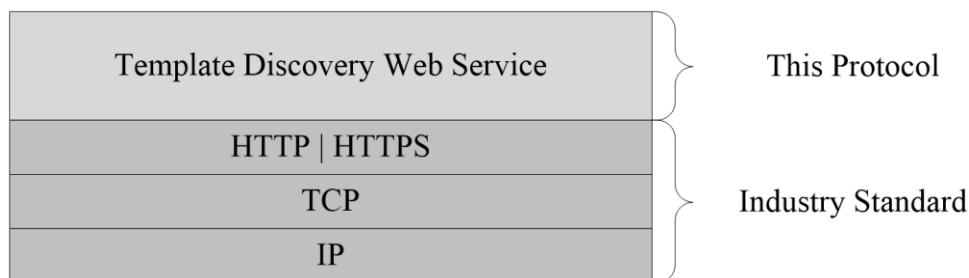 Template Discovery Web Service
This Protocol
HTTP | HTTPS
TCP
Industry Standard
IP